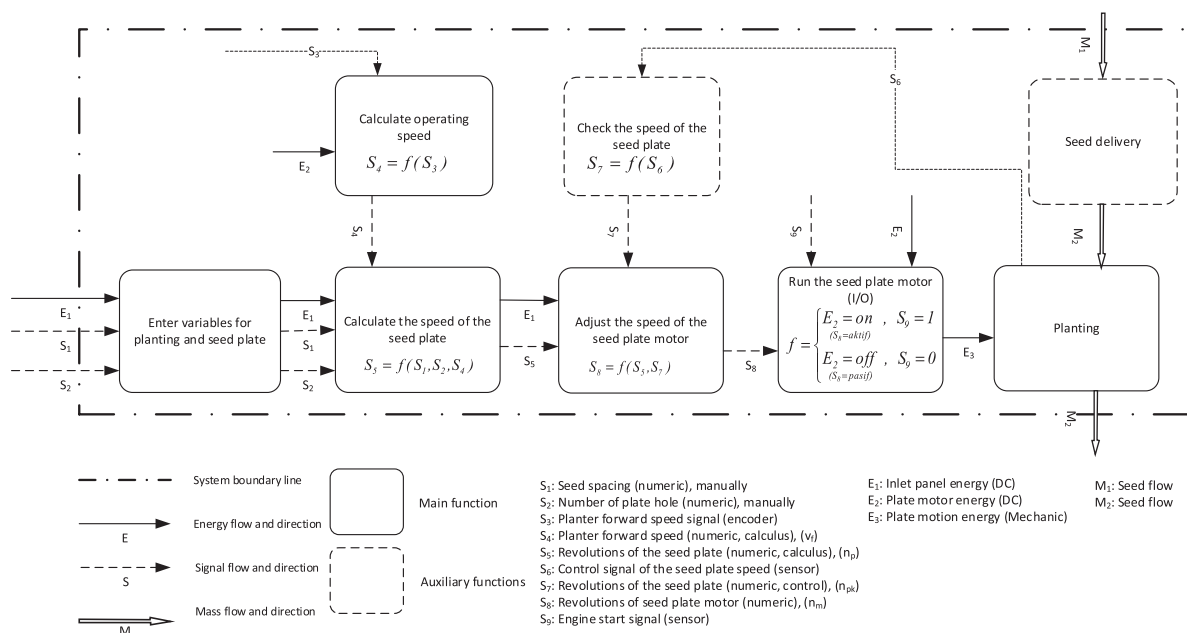 S3
M1
S6
Calculate operating
speed
S4 = f(S3)
E2
Check the speed of the
seed plate
S7 = f(S6)
Seed delivery
S4
S7
S9
E2
M2
E1
S1
S2
Enter variables for
planting and seed plate
E1
S1
S2
Calculate the speed of the
seed plate
S5 = f(S1,S2,S4)
E1
S5
Adjust the speed of the
seed plate motor
S8 = f(S5,S7)
S8
Run the seed plate motor
(I/O)
f = { E2 = on , S9 = 1
(S8=aktif)
E2 = off , S9 = 0
(S8=pasif)
E3
Planting
M2
System boundary line
Energy flow and direction
E
Signal flow and direction
S
Mass flow and direction
M
Main function
Auxiliary functions
S1: Seed spacing (numeric), manually
S2: Number of plate hole (numeric), manually
S3: Planter forward speed signal (encoder)
S4: Planter forward speed (numeric, calculus), (vf)
S5: Revolutions of the seed plate (numeric, calculus), (np)
S6: Control signal of the seed plate speed (sensor)
S7: Revolutions of the seed plate (numeric, control), (npk)
S8: Revolutions of seed plate motor (numeric), (nm)
S9: Engine start signal (sensor)
E1: Inlet panel energy (DC)
E2: Plate motor energy (DC)
E3: Plate motion energy (Mechanic)
M1: Seed flow
M2: Seed flow